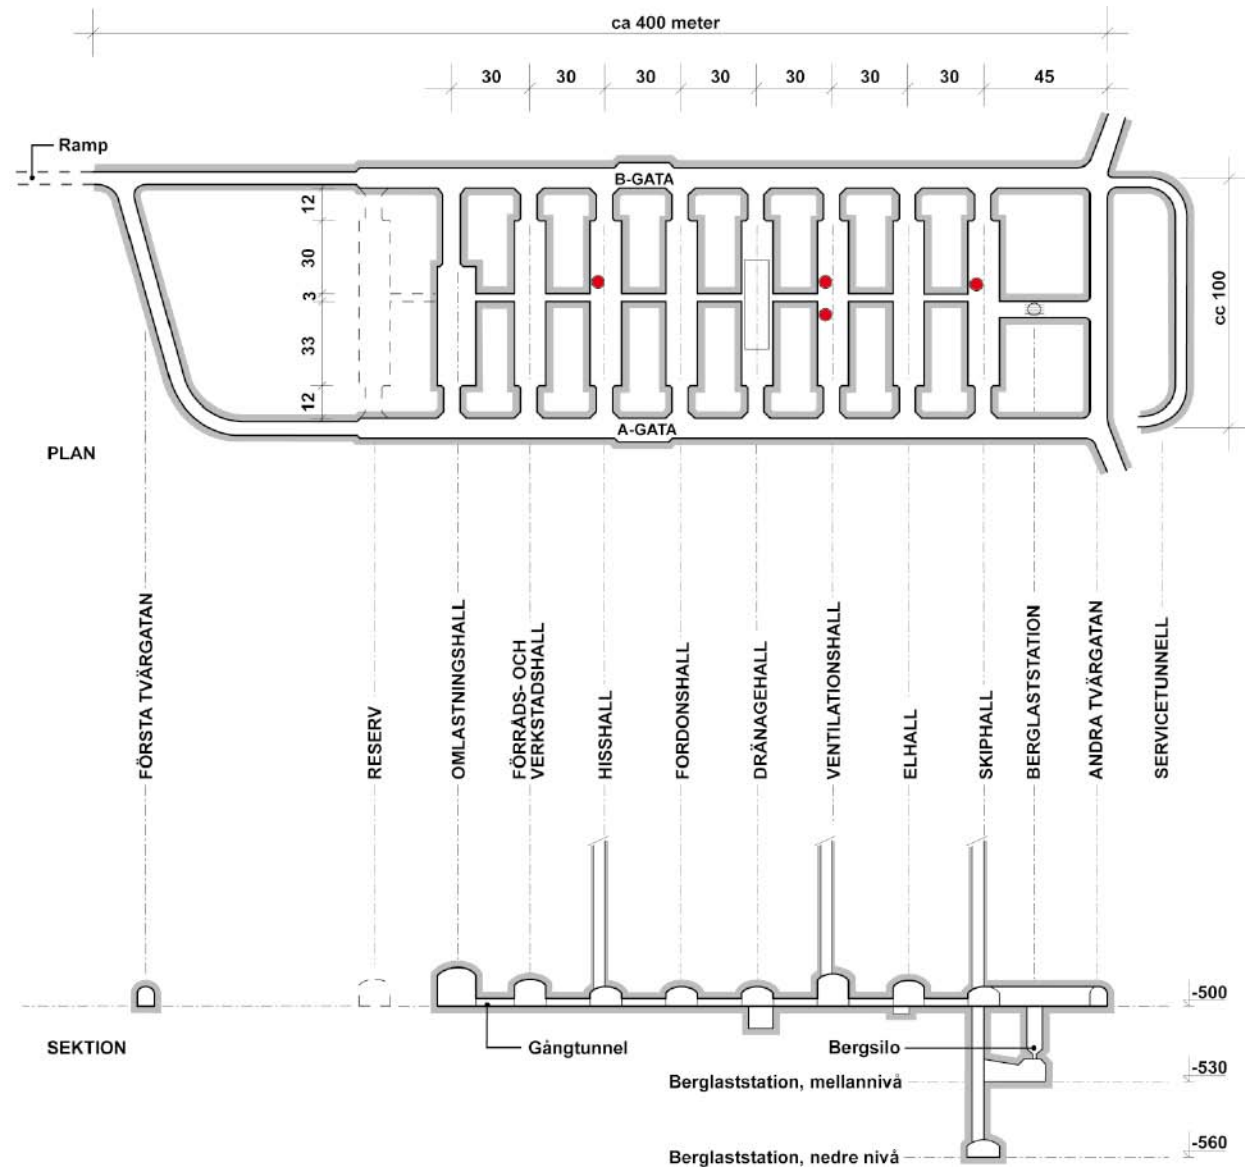 ca 400 meter
30 30 30 30 30 30 30 45
Ramp
B-GATA
12
30
3
33
12
cc 100
A-GATA
PLAN
FÖRSTA TVÄRGATAN
RESERV
OMLASTNINGSHALL
FÖRRÅDS- OCH
VERKSTADSHALL
HISSHALL
FORDONSHALL
DRÄNAGEHALL
VENTILATIONSHALL
ELHALL
SKIPHALL
BERGLASTSTATION
ANDRA TVÄRGATAN
SERVICETUNNELL
-500
SEKTION
Gångtunnel
Bergsilo
-530
Berglaststation, mellannivå
-560
Berglaststation, nedre nivå